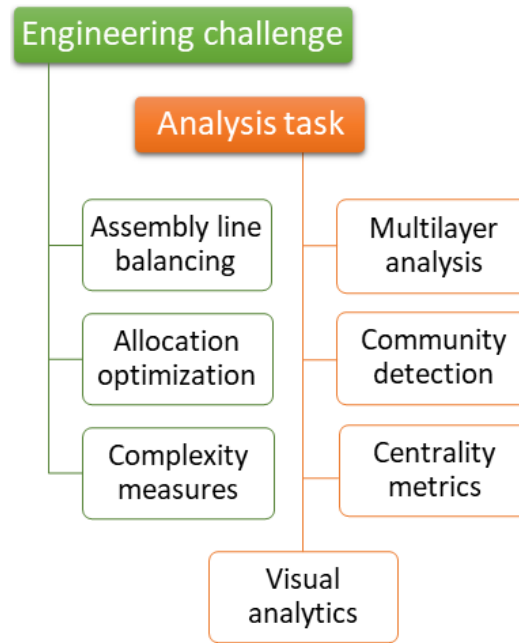 Engineering challenge
Analysis task
Assembly line
balancing
Multilayer
analysis
Allocation
optimization
Community
detection
Complexity
measures
Centrality
metrics
Visual
analytics